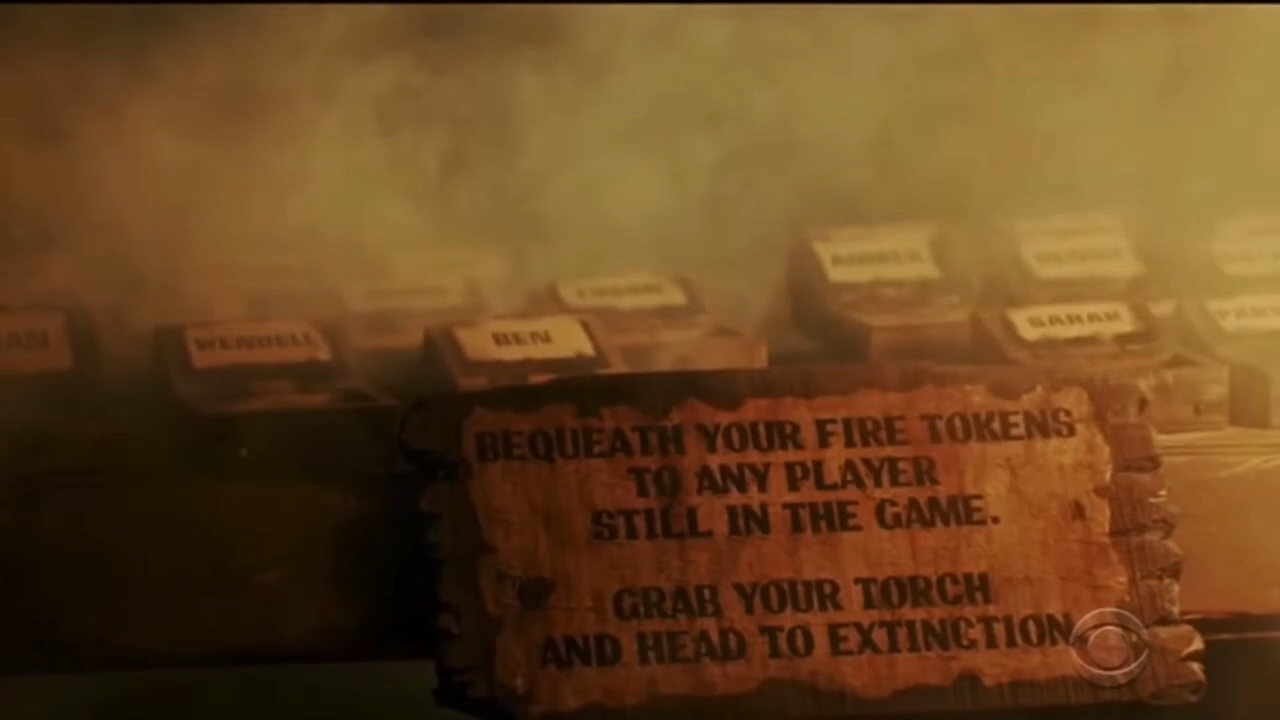 AMBER
WENDELL
BEN
SARAH
BEQUEATH YOUR FIRE TOKENS
TO ANY PLAYER
STILL IN THE GAME.
GRAB YOUR TORCH
AND HEAD TO EXTINCTION